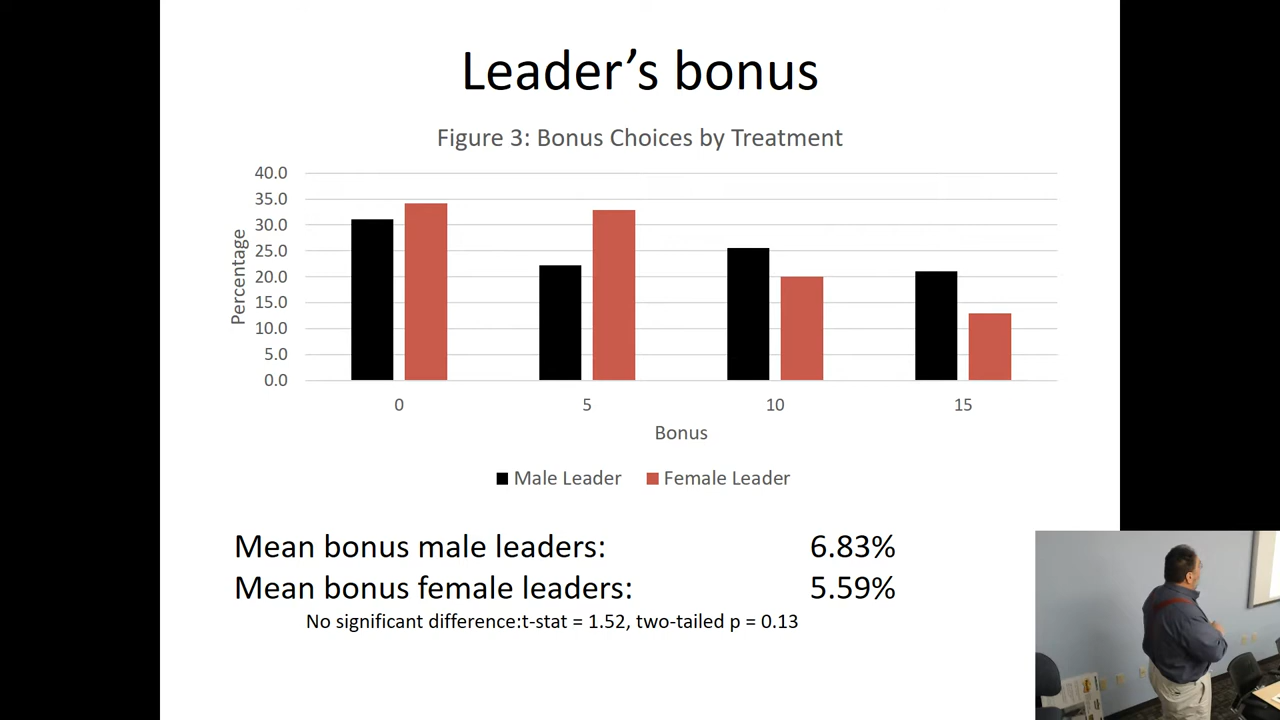 Leader’s bonus
Figure 3: Bonus Choices by Treatment
40.0
35.0
30.0
25.0
20.0
15.0
10.0
5.0
0.0
Percentage
0 5 10 15
Bonus
Male Leader Female Leader
Mean bonus male leaders: 6.83%
Mean bonus female leaders: 5.59%
No significant difference:t-stat = 1.52, two-tailed p = 0.13